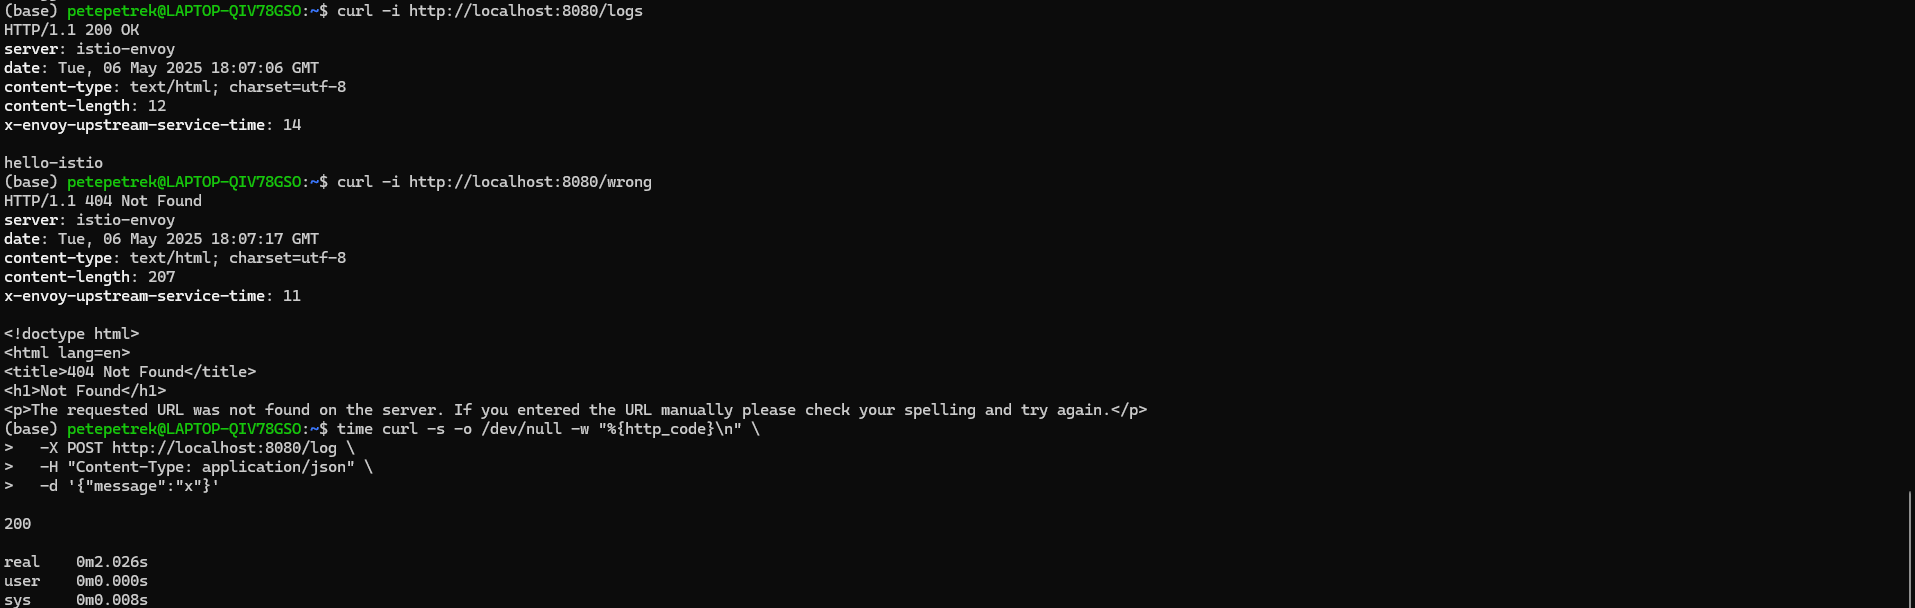 (base) petepetrek@LAPTOP-QIV78GSO:~$ curl -i http://localhost:8080/logs
HTTP/1.1 200 OK
server: istio-envoy
date: Tue, 06 May 2025 18:07:06 GMT
content-type: text/html; charset=utf-8
content-length: 12
x-envoy-upstream-service-time: 14

hello-istio
(base) petepetrek@LAPTOP-QIV78GSO:~$ curl -i http://localhost:8080/wrong
HTTP/1.1 404 Not Found
server: istio-envoy
date: Tue, 06 May 2025 18:07:17 GMT
content-type: text/html; charset=utf-8
content-length: 207
x-envoy-upstream-service-time: 11

<!doctype html>
<html lang=en>
<title>404 Not Found</title>
<h1>Not Found</h1>
<p>The requested URL was not found on the server. If you entered the URL manually please check your spelling and try again.</p>
(base) petepetrek@LAPTOP-QIV78GSO:~$ time curl -s -o /dev/null -w "%{http_code}\n" \
>   -X POST http://localhost:8080/log \
>   -H "Content-Type: application/json" \
>   -d '{"message":"x"}'

200

real    0m2.026s
user    0m0.000s
sys     0m0.008s